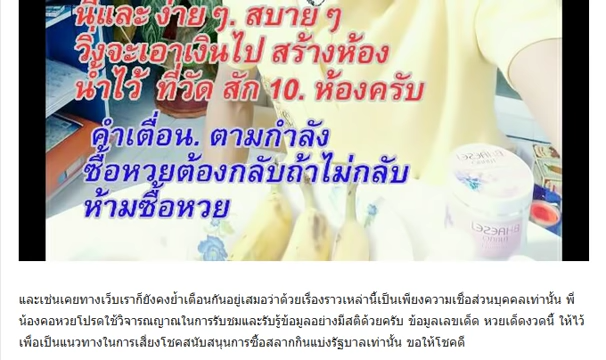 นี่และ ง่าย ๆ. สบาย ๆ
วิ่งจะเอาเงินไป สร้างห้อง
น้ำไว้ ที่วัด สัก 10. ห้องครับ
คำเตื่อน. ตามกำลัง
ซื้อหวยต้องกลับถ้าไม่กลับ
ห้ามซื้อหวย
และเช่นเคยทางเว็บเราก็ยังคงย้ำเตือนกันอยู่เสมอว่าด้วยเรื่องราวเหล่านี้เป็นเพียงความเชื่อส่วนบุคคลเท่านั้น พี่
น้องคอหวยโปรดใช้วิจารณญาณในการรับชมและรับรู้ข้อมูลอย่างมีสติด้วยครับ ข้อมูลเลขเด็ด หวยเด็ดงวดนี้ ให้ไว้
เพื่อเป็นแนวทางในการเสี่ยงโชคสนับสนุนการซื้อสลากกินแบ่งรัฐบาลเท่านั้น ขอให้โชคดี